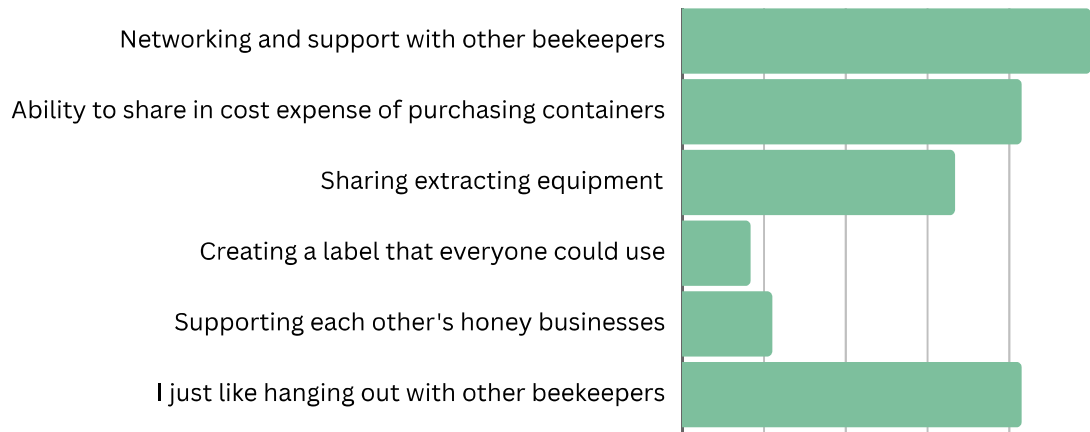 Networking and support with other beekeepers
Ability to share in cost expense of purchasing containers
Sharing extracting equipment
Creating a label that everyone could use
Supporting each other's honey businesses
I just like hanging out with other beekeepers